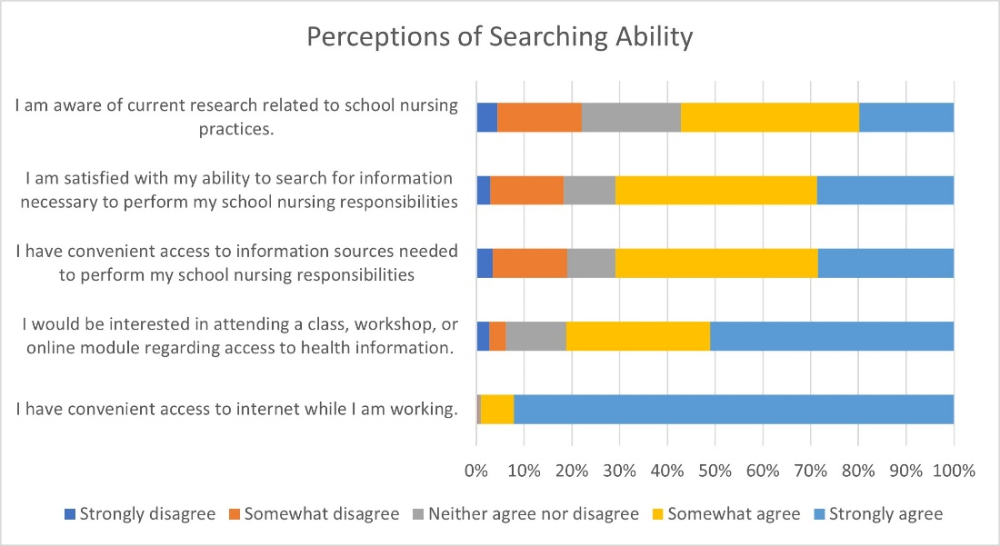 Perceptions of Searching Ability
I am aware of current research related to school nursing
practices.
I am satisfied with my ability to search for information
necessary to perform my school nursing responsibilities
I have convenient access to information sources needed
to perform my school nursing responsibilities
I would be interested in attending a class, workshop, or
online module regarding access to health information.
I have convenient access to internet while I am working.
0% 10% 20% 30% 40% 50% 60% 70% 80% 90% 100%
Strongly disagree Somewhat disagree Neither agree nor disagree Somewhat agree Strongly agree